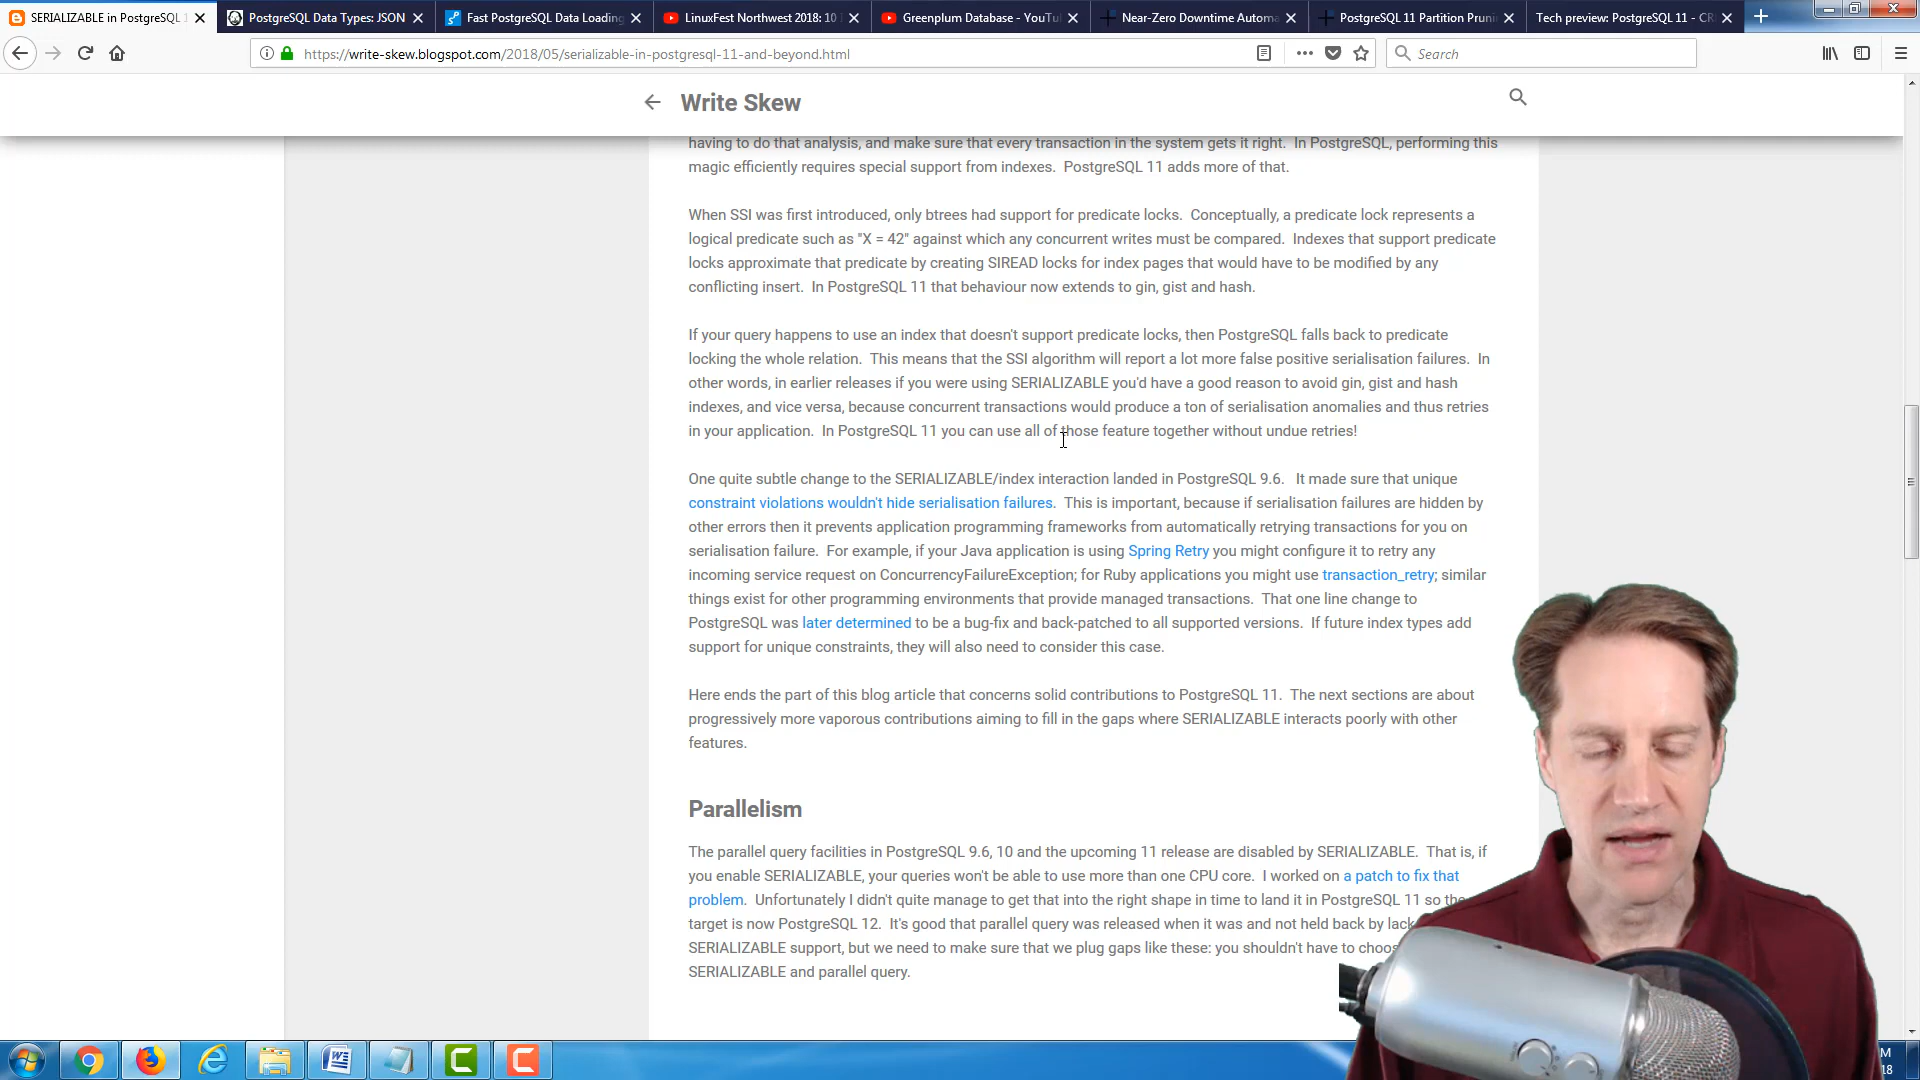 SERIALIZABLE in PostgreSQL 1
PostgreSQL Data Types: JSON
Fast PostgreSQL Data Loading
LinuxFest Northwest 2018: 10
Greenplum Database - YouTu
Near-Zero Downtime Automa
PostgreSQL 11 Partition Pruni
Tech preview: PostgreSQL 11 - CR
https://write-skew.blogspot.com/2018/05/serializable-in-postgresql-11-and-beyond.html
Search
Write Skew
having to do that analysis, and make sure that every transaction in the system gets it right. In PostgreSQL, performing this
magic efficiently requires special support from indexes. PostgreSQL 11 adds more of that.
When SSI was first introduced, only btrees had support for predicate locks. Conceptually, a predicate lock represents a
logical predicate such as "X = 42" against which any concurrent writes must be compared. Indexes that support predicate
locks approximate that predicate by creating SIREAD locks for index pages that would have to be modified by any
conflicting insert. In PostgreSQL 11 that behaviour now extends to gin, gist and hash.
If your query happens to use an index that doesn't support predicate locks, then PostgreSQL falls back to predicate
locking the whole relation. This means that the SSI algorithm will report a lot more false positive serialisation failures. In
other words, in earlier releases if you were using SERIALIZABLE you'd have a good reason to avoid gin, gist and hash
indexes, and vice versa, because concurrent transactions would produce a ton of serialisation anomalies and thus retries
in your application. In PostgreSQL 11 you can use all of those feature together without undue retries!
One quite subtle change to the SERIALIZABLE/index interaction landed in PostgreSQL 9.6. It made sure that unique
constraint violations wouldn't hide serialisation failures. This is important, because if serialisation failures are hidden by
other errors then it prevents application programming frameworks from automatically retrying transactions for you on
serialisation failure. For example, if your Java application is using Spring Retry you might configure it to retry any
incoming service request on ConcurrencyFailureException; for Ruby applications you might use transaction_retry; similar
things exist for other programming environments that provide managed transactions. That one line change to
PostgreSQL was later determined to be a bug-fix and back-patched to all supported versions. If future index types add
support for unique constraints, they will also need to consider this case.
Here ends the part of this blog article that concerns solid contributions to PostgreSQL 11. The next sections are about
progressively more vaporous contributions aiming to fill in the gaps where SERIALIZABLE interacts poorly with other
features.
Parallelism
The parallel query facilities in PostgreSQL 9.6, 10 and the upcoming 11 release are disabled by SERIALIZABLE. That is, if
you enable SERIALIZABLE, your queries won't be able to use more than one CPU core. I worked on a patch to fix that
problem. Unfortunately I didn't quite manage to get that into the right shape in time to land it in PostgreSQL 11 so the
target is now PostgreSQL 12. It's good that parallel query was released when it was and not held back by lack
SERIALIZABLE support, but we need to make sure that we plug gaps like these: you shouldn't have to choos
SERIALIZABLE and parallel query.
M
18